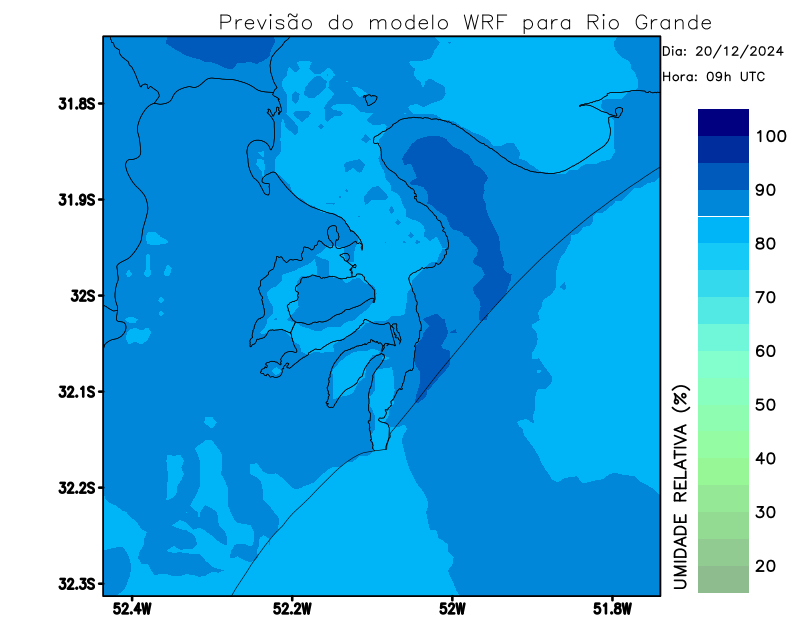 Previsão do modelo WRF para Rio Grande
Dia: 20/12/2024
Hora: 09h UTC
31.8S
31.9S
32S
32.1S
32.2S
32.3S
52.4W
52.2W
52W
51.8W
UMIDADE RELATIVA (%)
100
90
80
70
60
50
40
30
20